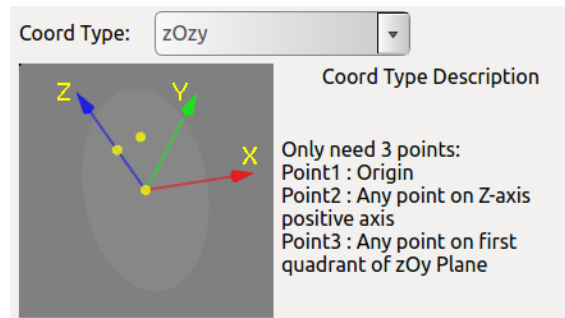 Coord Type:
zOzy
Coord Type Description
Z
Y
X
Only need 3 points:
Point1 : Origin
Point2 : Any point on Z-axis
positive axis
Point3 : Any point on first
quadrant of zOy Plane